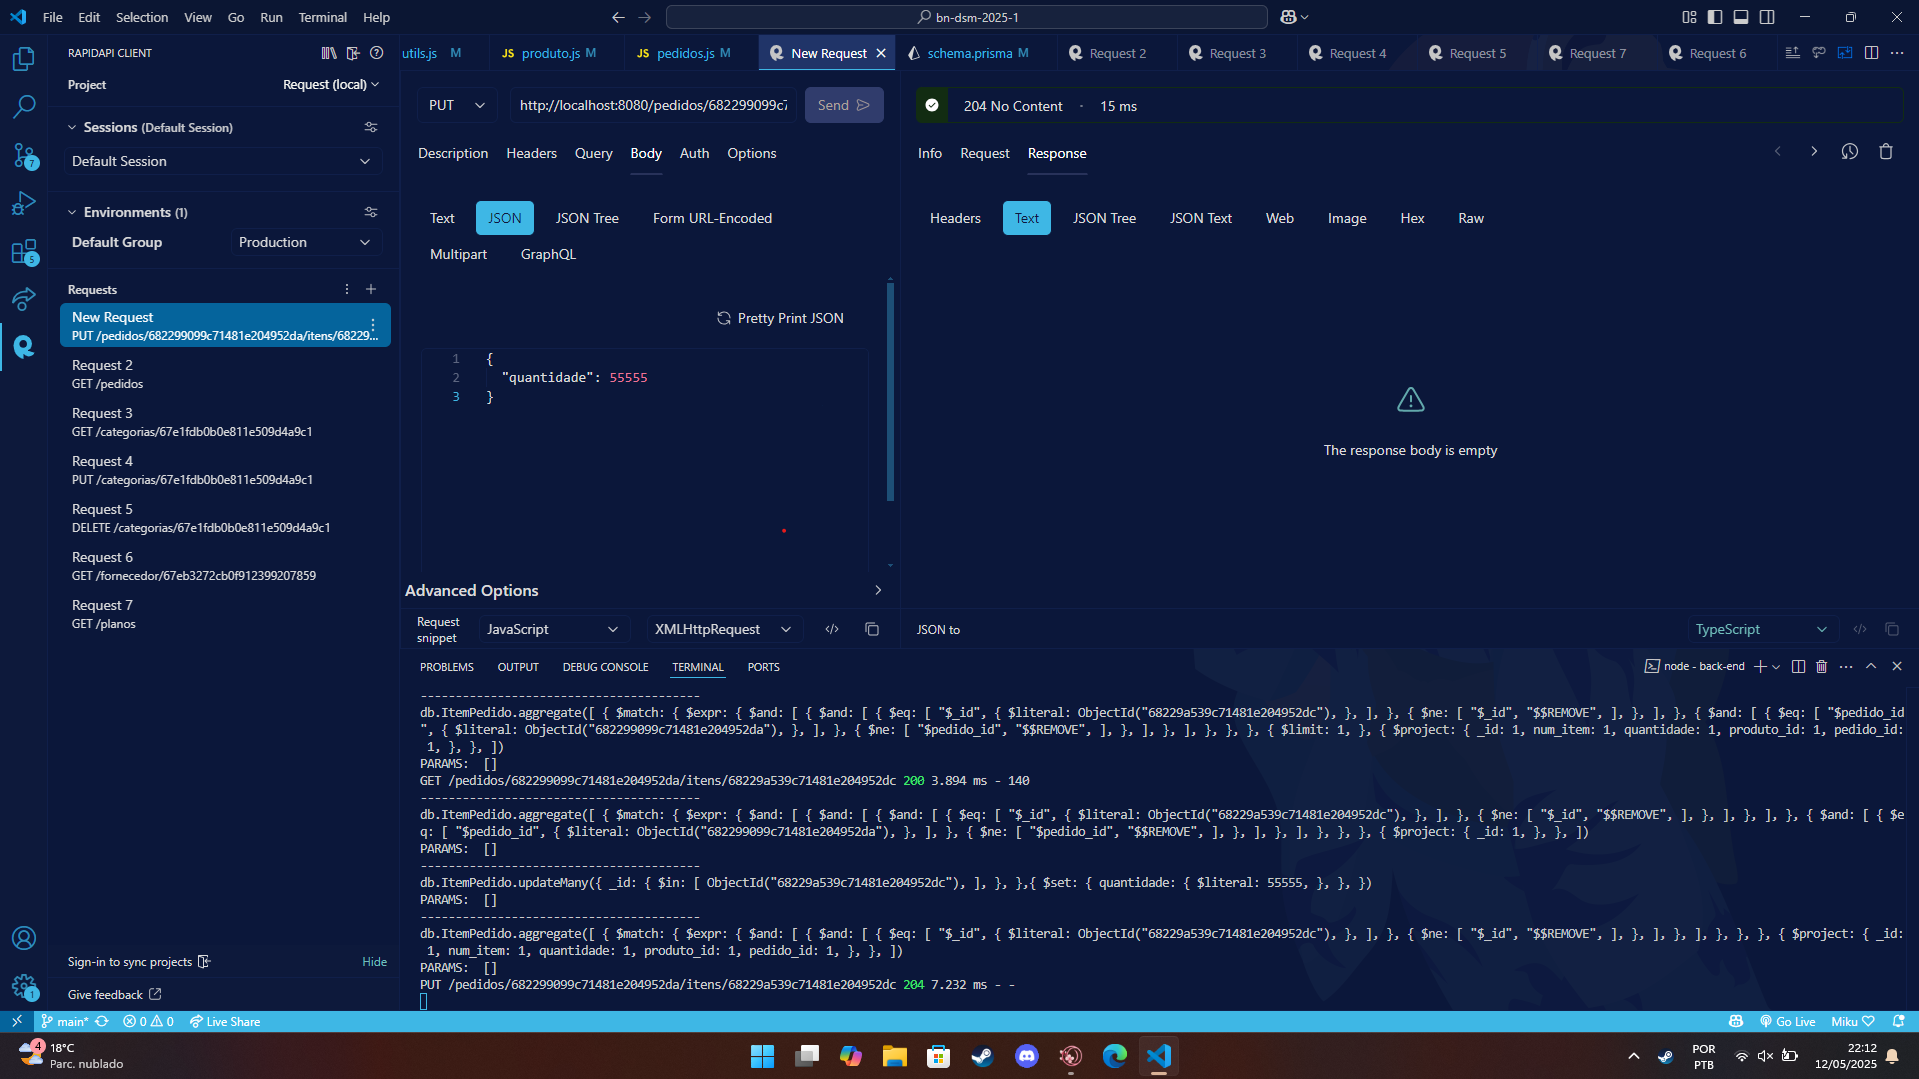 File Edit Selection View Go Run Terminal Help
bn-dsm-2025-1
RAPIDAPI CLIENT
Project
Request (local)
Sessions (Default Session)
Default Session
Environments (1)
Default Group
Production
Requests
New Request
PUT /pedidos/682299099c71481e204952da/itens/68229...
Request 2
GET /pedidos
Request 3
GET /categorias/67e1fdb0b0e811e509d4a9c1
Request 4
PUT /categorias/67e1fdb0b0e811e509d4a9c1
Request 5
DELETE /categorias/67e1fdb0b0e811e509d4a9c1
Request 6
GET /fornecedor/67eb3272cb0f912399207859
Request 7
GET /planos
Sign-in to sync projects
Hide
Give feedback
7
5
1
utils.js M
JS produto.js M
JS pedidos.js M
New Request
schema.prisma M
Request 2
Request 3
Request 4
Request 5
Request 7
Request 6
PUT
http://localhost:8080/pedidos/682299099c7
Send
Description Headers Query Body Auth Options
Text JSON JSON Tree Form URL-Encoded
Multipart GraphQL
Pretty Print JSON
1 {
2 "quantidade": 55555
3 }
Advanced Options
Request snippet
JavaScript
XMLHttpRequest
204 No Content · 15 ms
Info Request Response
Headers Text JSON Tree JSON Text Web Image Hex Raw
The response body is empty
JSON to
TypeScript
PROBLEMS OUTPUT DEBUG CONSOLE TERMINAL PORTS
node - back-end
----------------------------------------
db.ItemPedido.aggregate([ { $match: { $expr: { $and: [ { $and: [ { $eq: [ "$_id", { $literal: ObjectId("68229a539c71481e204952dc"), }, ], }, { $ne: [ "$_id", "$$REMOVE", ], }, ], }, { $and: [ { $eq: [ "$pedido_id
", { $literal: ObjectId("682299099c71481e204952da"), }, ], }, { $ne: [ "$pedido_id", "$$REMOVE", ], }, ], }, ], }, }, }, { $limit: 1, }, { $project: { _id: 1, num_item: 1, quantidade: 1, produto_id: 1, pedido_id:
1, }, }, ])
PARAMS: []
GET /pedidos/682299099c71481e204952da/itens/68229a539c71481e204952dc 200 3.894 ms - 140
----------------------------------------
db.ItemPedido.aggregate([ { $match: { $expr: { $and: [ { $and: [ { $and: [ { $eq: [ "$_id", { $literal: ObjectId("68229a539c71481e204952dc"), }, ], }, { $ne: [ "$_id", "$$REMOVE", ], }, ], }, ], }, { $and: [ { $e
q: [ "$pedido_id", { $literal: ObjectId("682299099c71481e204952da"), }, ], }, { $ne: [ "$pedido_id", "$$REMOVE", ], }, ], }, ], }, }, }, { $project: { _id: 1, }, }, ])
PARAMS: []
----------------------------------------
db.ItemPedido.updateMany({ _id: { $in: [ ObjectId("68229a539c71481e204952dc"), ], }, },{ $set: { quantidade: { $literal: 55555, }, }, })
PARAMS: []
----------------------------------------
db.ItemPedido.aggregate([ { $match: { $expr: { $and: [ { $and: [ { $eq: [ "$_id", { $literal: ObjectId("68229a539c71481e204952dc"), }, ], }, { $ne: [ "$_id", "$$REMOVE", ], }, ], }, ], }, }, }, { $project: { _id:
1, num_item: 1, quantidade: 1, produto_id: 1, pedido_id: 1, }, }, ])
PARAMS: []
PUT /pedidos/682299099c71481e204952da/itens/68229a539c71481e204952dc 204 7.232 ms - -
main* 0 0 Live Share
Go Live Miku
4
18°C
Parc. nublado
POR
PTB
22:12
12/05/2025